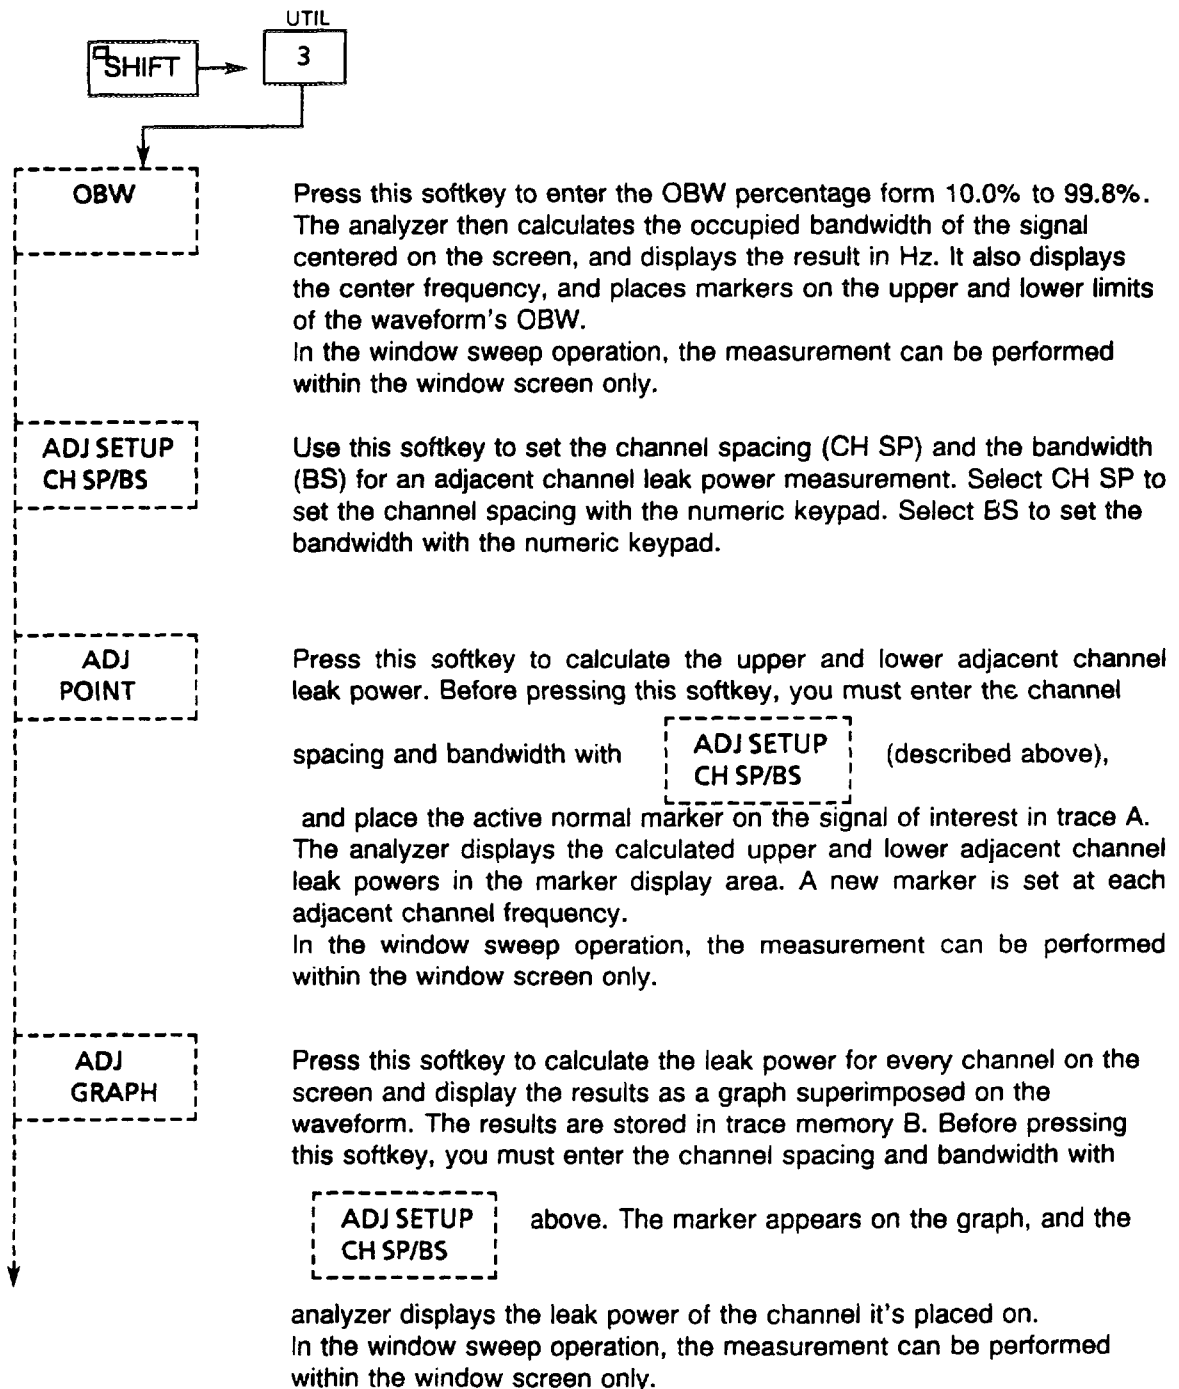 UTIL
SHIFT
3
OBW
Press this softkey to enter the OBW percentage form 10.0% to 99.8%.
The analyzer then calculates the occupied bandwidth of the signal
centered on the screen, and displays the result in Hz. It also displays
the center frequency, and places markers on the upper and lower limits
of the waveform's OBW.
In the window sweep operation, the measurement can be performed
within the window screen only.
ADJ SETUP
CH SP/BS
Use this softkey to set the channel spacing (CH SP) and the bandwidth
(BS) for an adjacent channel leak power measurement. Select CH SP to
set the channel spacing with the numeric keypad. Select BS to set the
bandwidth with the numeric keypad.
ADJ
POINT
Press this softkey to calculate the upper and lower adjacent channel
leak power. Before pressing this softkey, you must enter the channel
spacing and bandwidth with
ADJ SETUP
CH SP/BS
(described above),
and place the active normal marker on the signal of interest in trace A.
The analyzer displays the calculated upper and lower adjacent channel
leak powers in the marker display area. A new marker is set at each
adjacent channel frequency.
In the window sweep operation, the measurement can be performed
within the window screen only.
ADJ
GRAPH
Press this softkey to calculate the leak power for every channel on the
screen and display the results as a graph superimposed on the
waveform. The results are stored in trace memory B. Before pressing
this softkey, you must enter the channel spacing and bandwidth with
ADJ SETUP
CH SP/BS
above. The marker appears on the graph, and the
analyzer displays the leak power of the channel it's placed on.
In the window sweep operation, the measurement can be performed
within the window screen only.